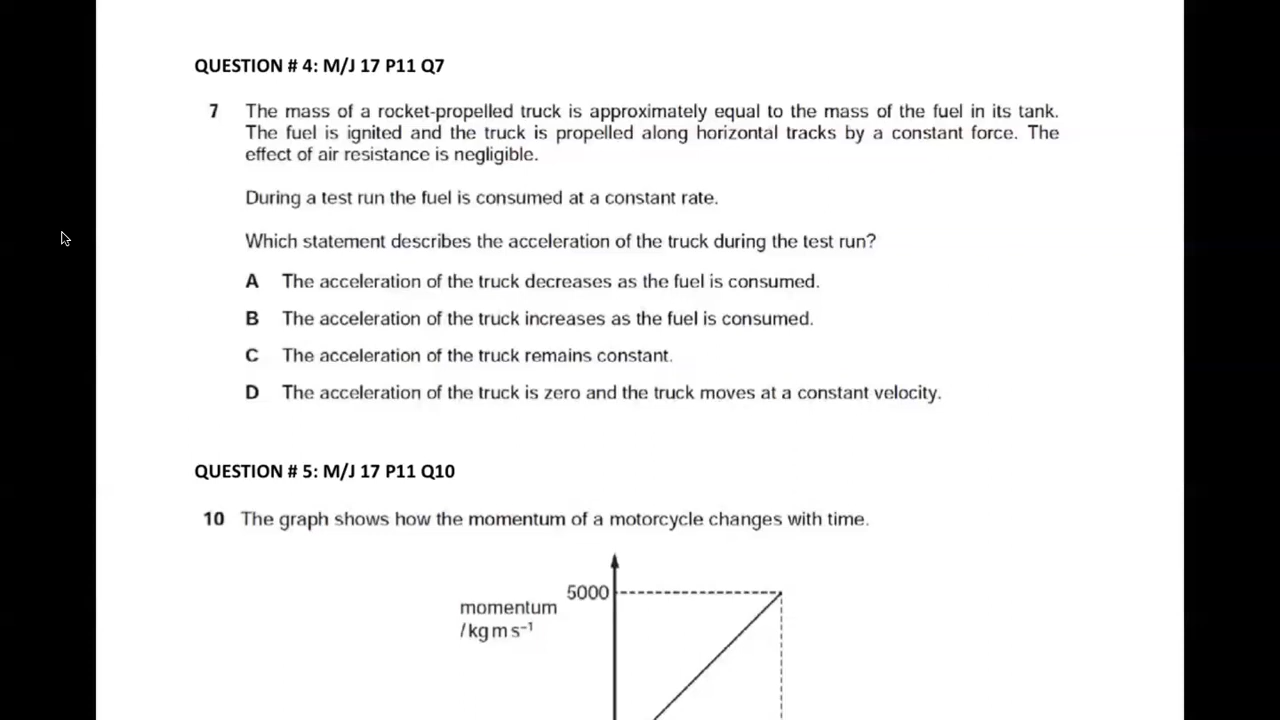 QUESTION # 4: M/J 17 P11 Q7
7 The mass of a rocket-propelled truck is approximately equal to the mass of the fuel in its tank.
The fuel is ignited and the truck is propelled along horizontal tracks by a constant force. The
effect of air resistance is negligible.
During a test run the fuel is consumed at a constant rate.
Which statement describes the acceleration of the truck during the test run?
A The acceleration of the truck decreases as the fuel is consumed.
B The acceleration of the truck increases as the fuel is consumed.
C The acceleration of the truck remains constant.
D The acceleration of the truck is zero and the truck moves at a constant velocity.
QUESTION # 5: M/J 17 P11 Q10
10 The graph shows how the momentum of a motorcycle changes with time.
5000
momentum
/kg m s⁻¹